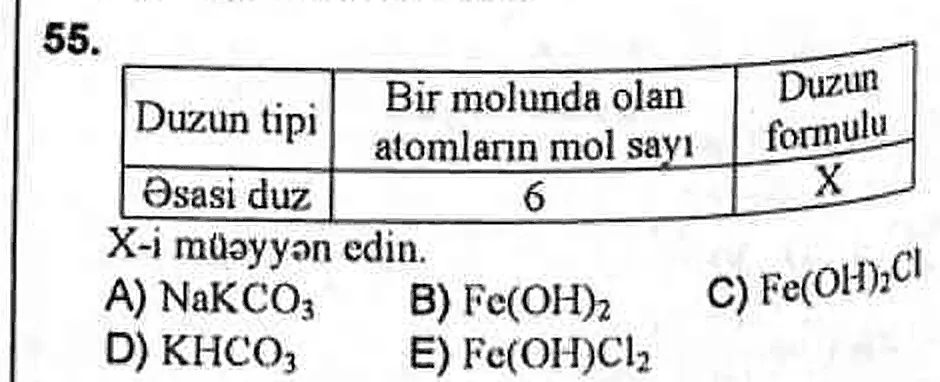 55.
Duzun tipi
Bir molunda olan
atomların mol sayı
Duzun
formulu
Əsasi duz
6
X
X-i müəyyən edin.
A) NaKCO₃ B) Fe(OH)₂ C) Fe(OH)₂Cl
D) KHCO₃ E) Fe(OH)Cl₂